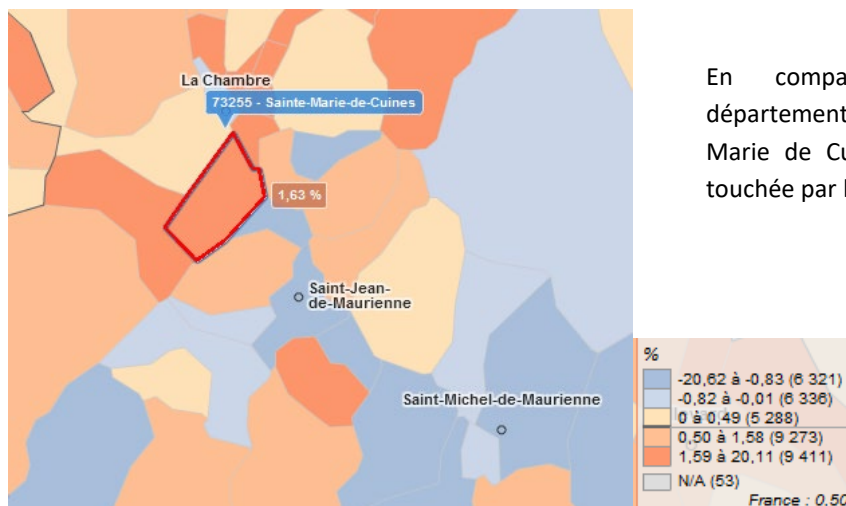 La Chambre
73255 - Sainte-Marie-de-Cuines
1,63 %
Saint-Jean-
de-Maurienne
Saint-Michel-de-Maurienne
En
département
Marie de
touchée par
%
-20,62 à -0,83 (6 321)
-0,82 à -0,01 (6 336)
0 à 0,49 (5 288)
0,50 à 1,58 (9 273)
1,59 à 20,11 (9 411)
N/A (53)
France : 0,50